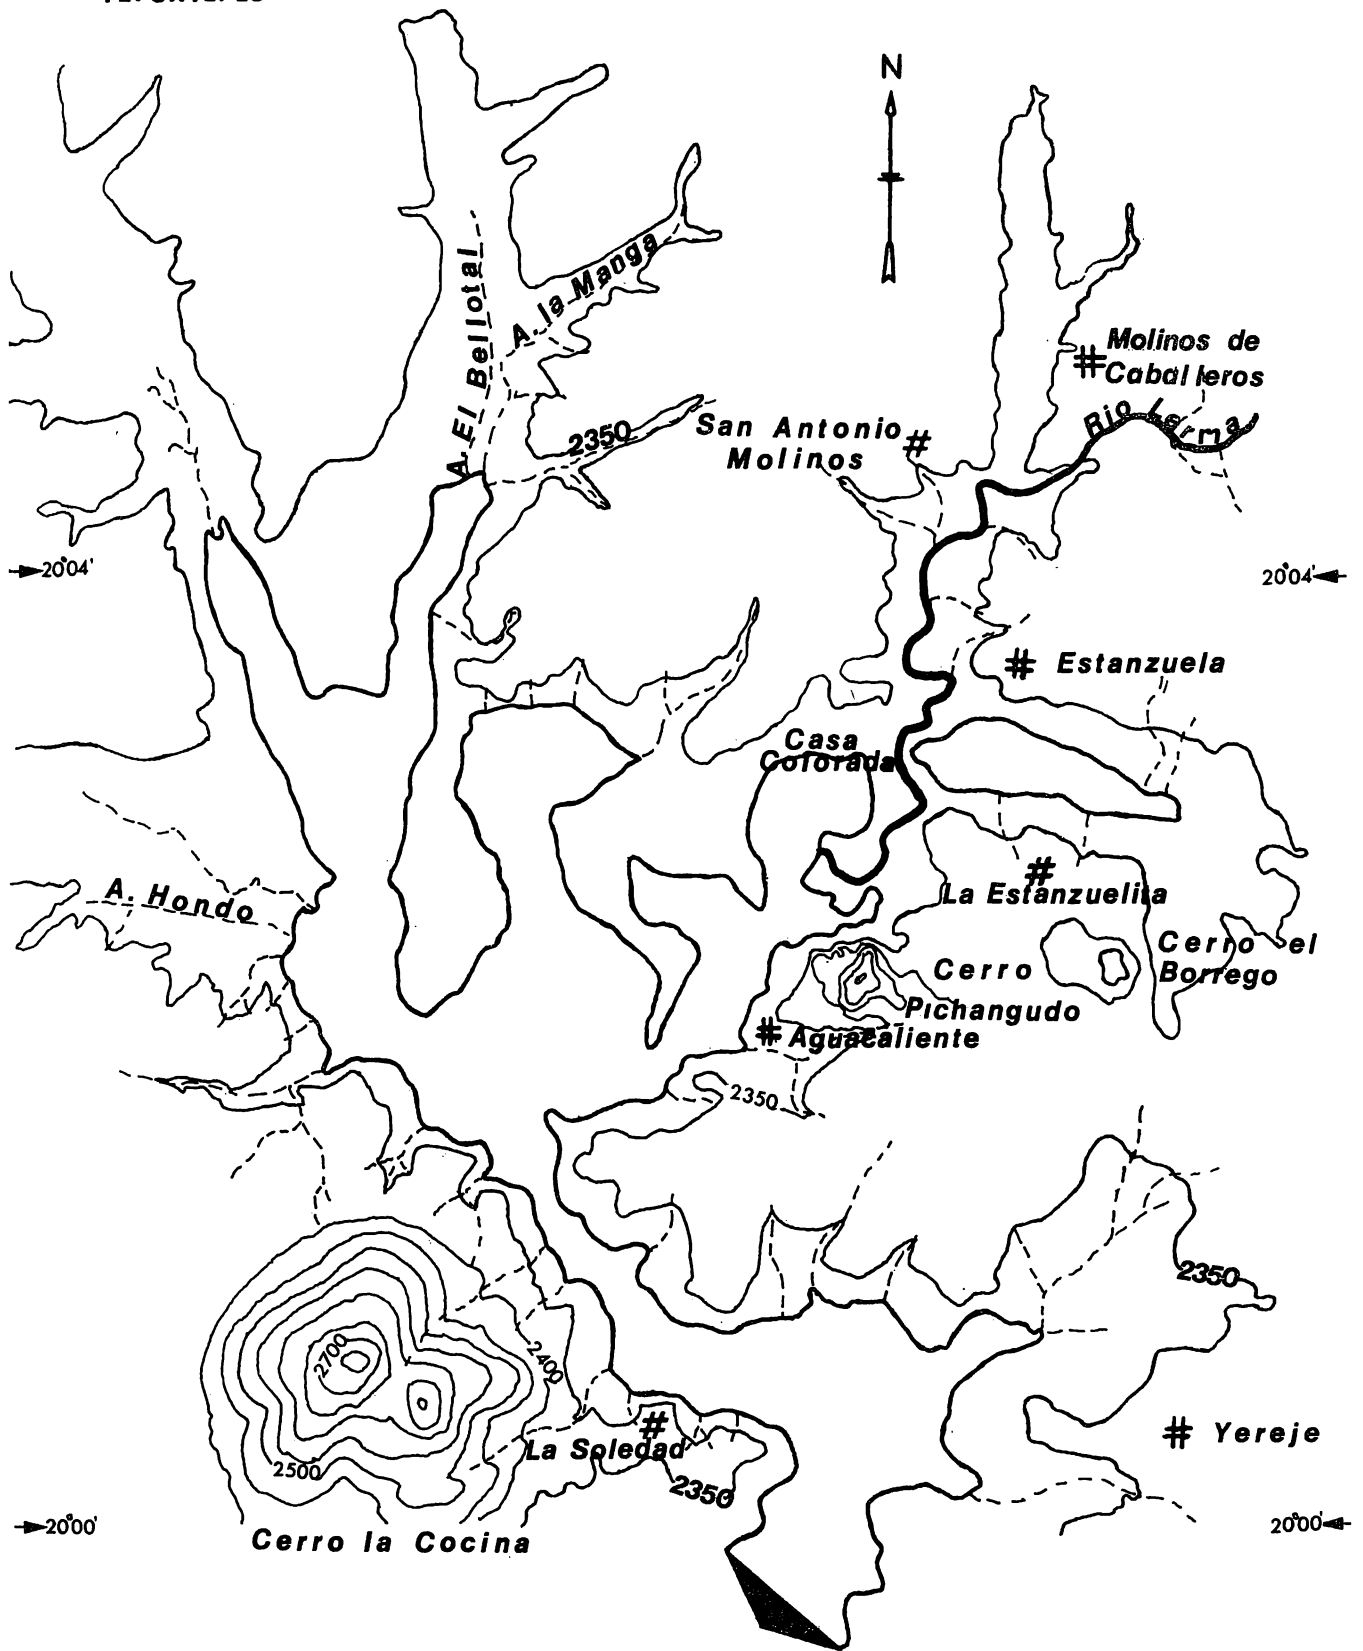 N
A. El Bellotal
A. la Manga
Molinos de
Caballeros
Rio Lerma
San Antonio
Molinos
2350
20°04'
20°04'
Estanzuela
Casa
Colorada
A. Hondo
La Estanzuelita
Cerro el
Borrego
Cerro
Pichangudo
Aguacaliente
2350
2350
2700
2400
2500
La Soledad
2350
Yereje
20°00'
20°00'
Cerro la Cocina